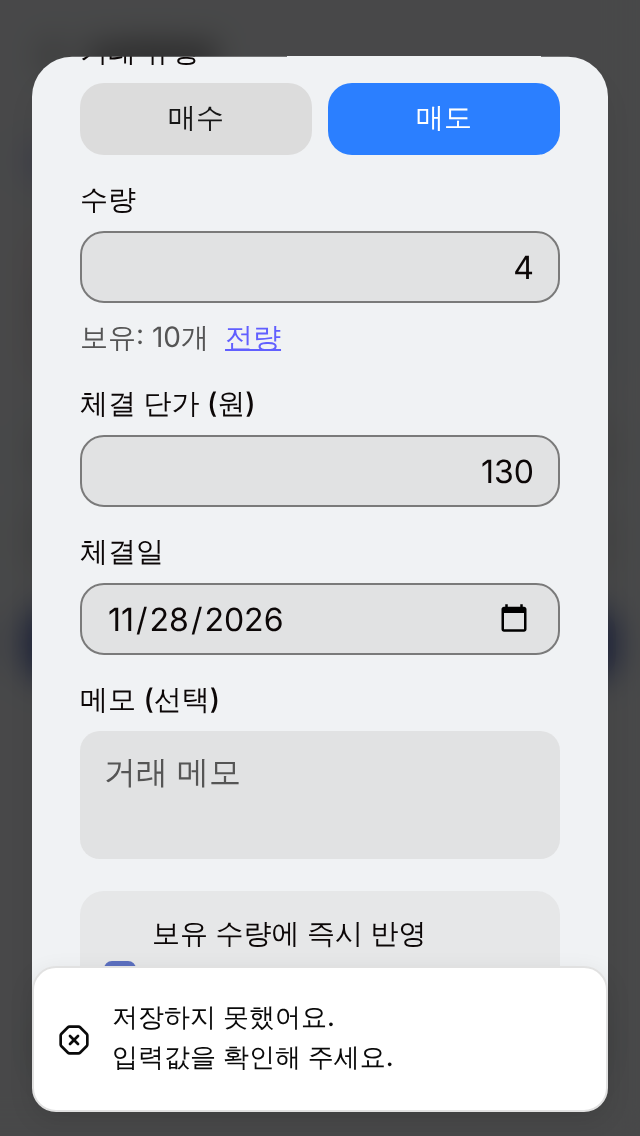 매수
매도
수량
4
보유: 10개 전량
체결 단가 (원)
130
체결일
11/28/2026
메모 (선택)
거래 메모
보유 수량에 즉시 반영
저장하지 못했어요.
입력값을 확인해 주세요.